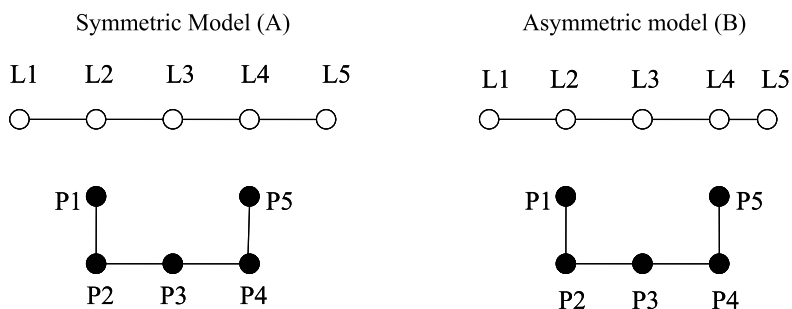 Symmetric Model (A)
L1 L2 L3 L4 L5
P1 P5
P2 P3 P4
Asymmetric model (B)
L1 L2 L3 L4 L5
P1 P5
P2 P3 P4